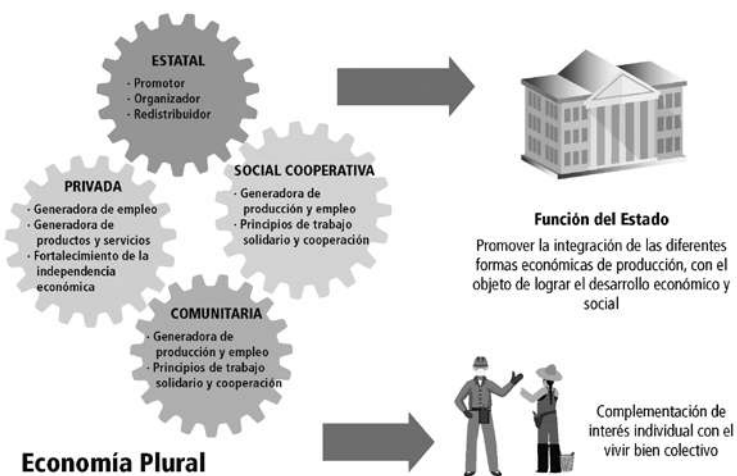 ESTATAL
· Promotor
· Organizador
· Redistribuidor
PRIVADA
· Generadora de empleo
· Generadora de
productos y servicios
· Fortalecimiento de la
independencia
económica
SOCIAL COOPERATIVA
· Generadora de
producción y empleo
· Principios de trabajo
solidario y cooperación
COMUNITARIA
· Generadora de
producción y empleo
· Principios de trabajo
solidario y cooperación
Economía Plural
Función del Estado
Promover la integración de las diferentes
formas económicas de producción, con el
objeto de lograr el desarrollo económico y
social
Complementación de
interés individual con el
vivir bien colectivo